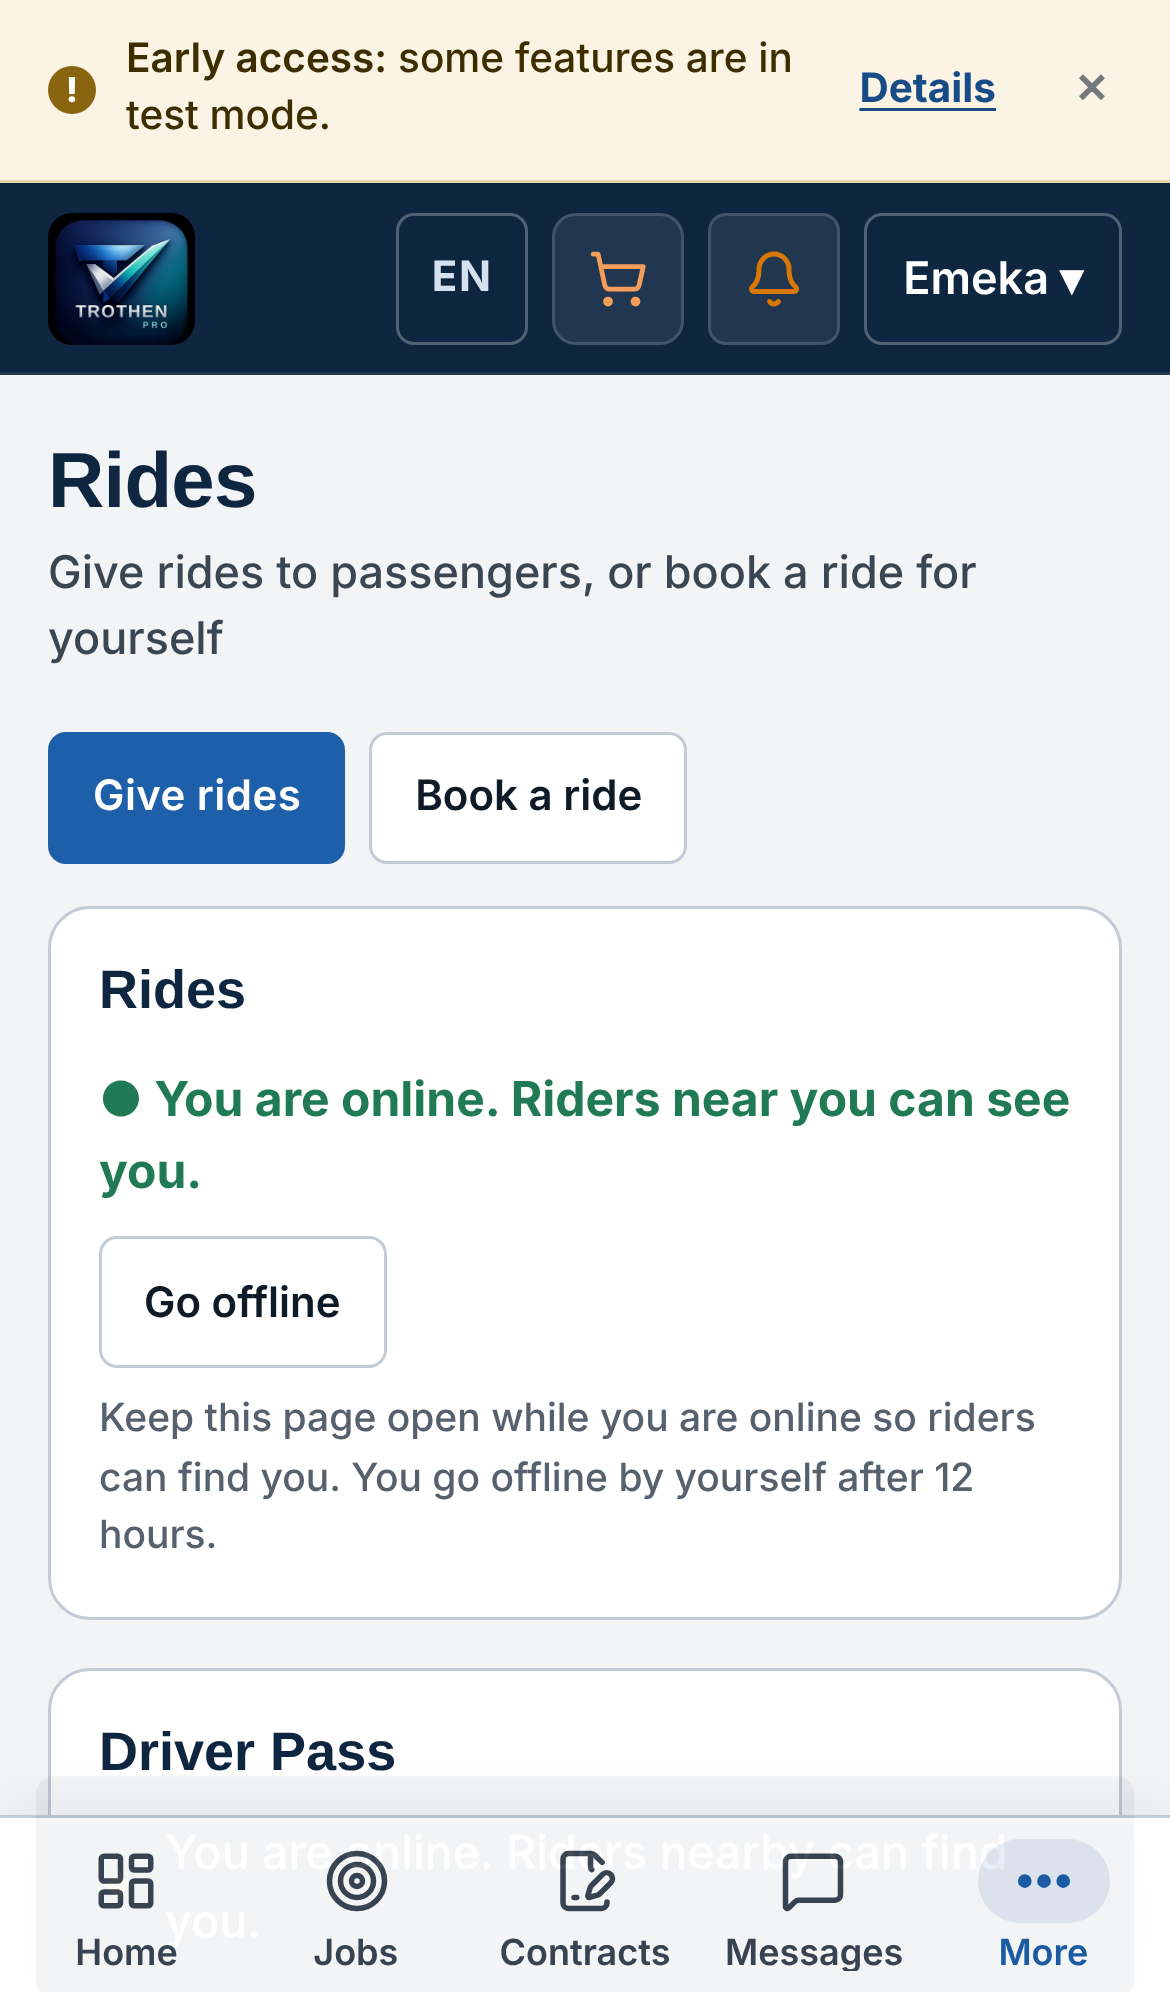 Early access: some features are in
test mode.
Details
×
TROTHEN
PRO
EN
Emeka ▼
Rides
Give rides to passengers, or book a ride for
yourself
Give rides
Book a ride
Rides
● You are online. Riders near you can see
you.
Go offline
Keep this page open while you are online so riders
can find you. You go offline by yourself after 12
hours.
Driver Pass
You are online. Riders nearby can find
you.
Home
Jobs
Contracts
Messages
More